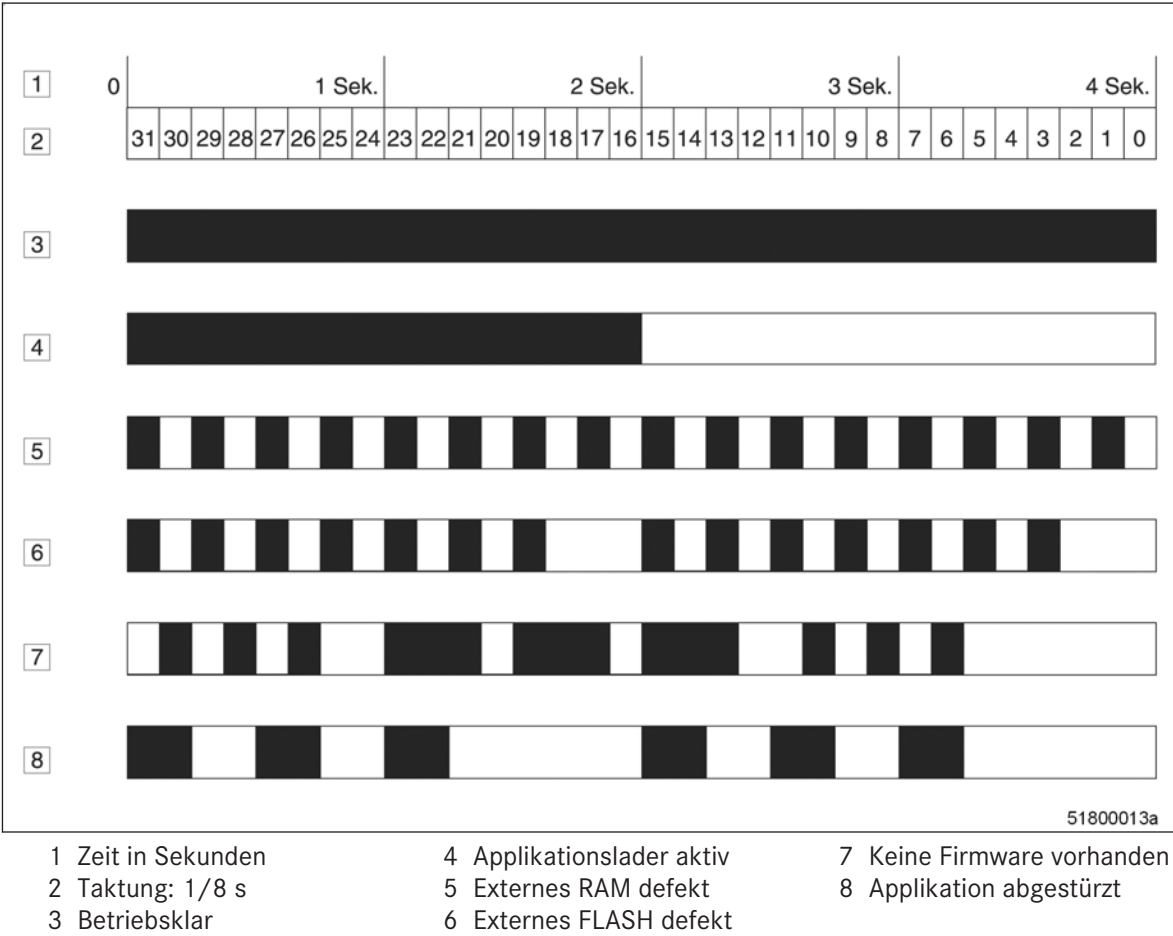 1 0 1 Sek. 2 Sek. 3 Sek. 4 Sek.
2 31 30 29 28 27 26 25 24 23 22 21 20 19 18 17 16 15 14 13 12 11 10 9 8 7 6 5 4 3 2 1 0
3
4
5
6
7
8
51800013a
1 Zeit in Sekunden
2 Taktung: 1/8 s
3 Betriebsklar
4 Applikationslader aktiv
5 Externes RAM defekt
6 Externes FLASH defekt
7 Keine Firmware vorhanden
8 Applikation abgestürzt